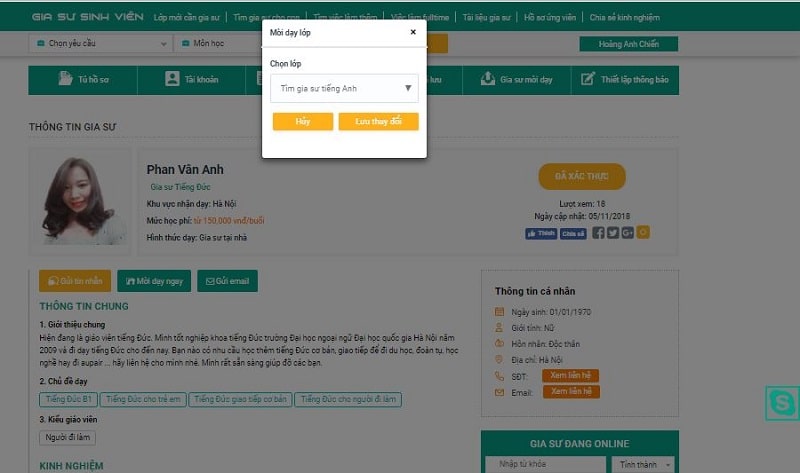 GIA SƯ SINH VIÊN Lớp mới cần gia sư Tìm gia sư cho con Tìm việc làm thêm Việc làm fulltime Tài liệu gia sư Hồ sơ ứng viên Chia sẻ kinh nghiệm
Mời dạy lớp ×
Chọn yêu cầu Môn học Hoàng Anh Chiến
Chọn lớp
Tủ hồ sơ Tài khoản lưu Gia sư mời dạy Thiết lập thông báo
Tìm gia sư tiếng Anh
Hủy Lưu thay đổi
THÔNG TIN GIA SƯ
Phan Vân Anh
Gia sư Tiếng Đức
Khu vực nhận dạy: Hà Nội
Mức học phí: từ 150,000 vnđ/buổi
Hình thức dạy: Gia sư tại nhà
ĐÃ XÁC THỰC
Lượt xem: 18
Ngày cập nhật: 05/11/2018
Thích Chia sẻ
Gửi tin nhắn Mời dạy ngay Gửi email
THÔNG TIN CHUNG
1. Giới thiệu chung
Hiện đang là giáo viên tiếng Đức. Mình tốt nghiệp khoa tiếng Đức trường Đại học ngoại ngữ Đại học quốc gia Hà Nội năm
2009 và đi dạy tiếng Đức cho đến nay. Bạn nào có nhu cầu học thêm tiếng Đức cơ bản, giao tiếp để đi du học, đoàn tụ, học
nghề hay đi aupair ... hãy liên hệ cho mình nhé. Mình rất sẵn sàng giúp đỡ các bạn.
2. Chủ đề dạy
Tiếng Đức B1 Tiếng Đức cho trẻ em Tiếng Đức giao tiếp cơ bản Tiếng Đức cho người đi làm
3. Kiểu giáo viên
Người đi làm
KINH NGHIỆM
Thông tin cá nhân
Ngày sinh: 01/01/1970
Giới tính: Nữ
Hôn nhân: Độc thân
Địa chỉ: Hà Nội
SĐT: Xem liên hệ
Email: Xem liên hệ
GIA SƯ ĐANG ONLINE
Nhập từ khóa Tỉnh thành